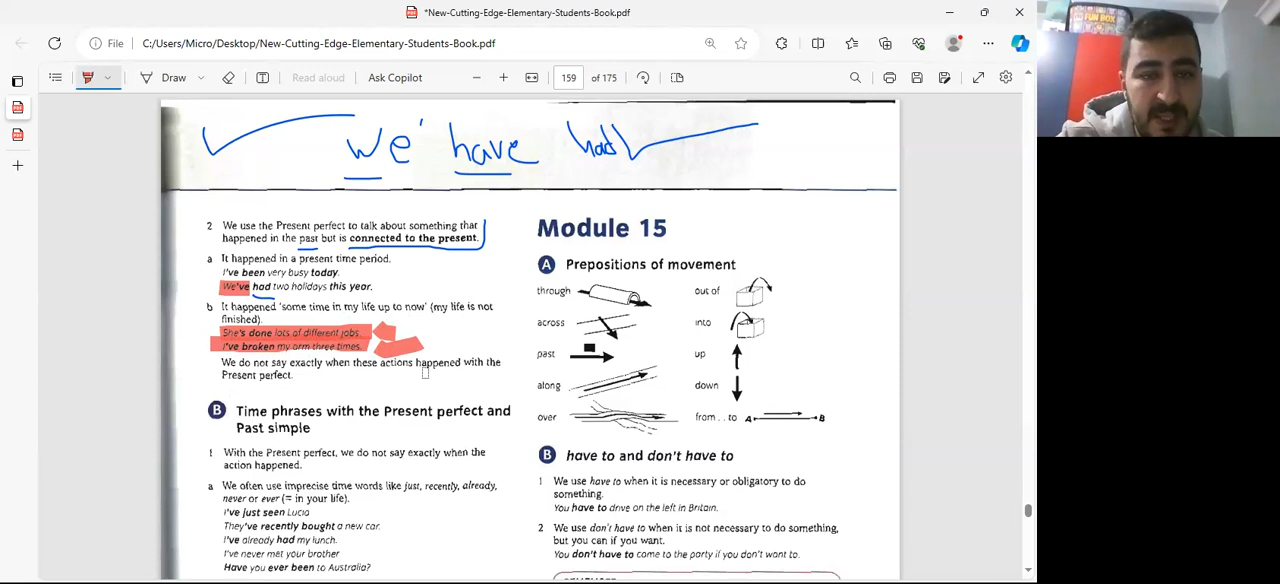 *New-Cutting-Edge-Elementary-Students-Book.pdf
File C:/Users/Micro/Desktop/New-Cutting-Edge-Elementary-Students-Book.pdf
Draw Read aloud Ask Copilot 159 of 175
FUN BOX
we' have had
2 We use the Present perfect to talk about something that
happened in the past but is connected to the present.
a It happened in a present time period.
I've been very busy today.
We've had two holidays this year.
b It happened 'some time in my life up to now' (my life is not
finished).
She's done lots of different jobs.
I've broken my arm three times.
We do not say exactly when these actions happened with the
Present perfect.
B Time phrases with the Present perfect and
Past simple
1 With the Present perfect, we do not say exactly when the
action happened.
a We often use imprecise time words like just, recently, already,
never or ever (= in your life).
I've just seen Lucia
They've recently bought a new car.
I've already had my lunch.
I've never met your brother
Have you ever been to Australia?
Module 15
A Prepositions of movement
through out of
across into
past up
along down
over from . . to A B
B have to and don't have to
1 We use have to when it is necessary or obligatory to do
something.
You have to drive on the left in Britain.
2 We use don't have to when it is not necessary to do something,
but you can if you want.
You don't have to come to the party if you don't want to.